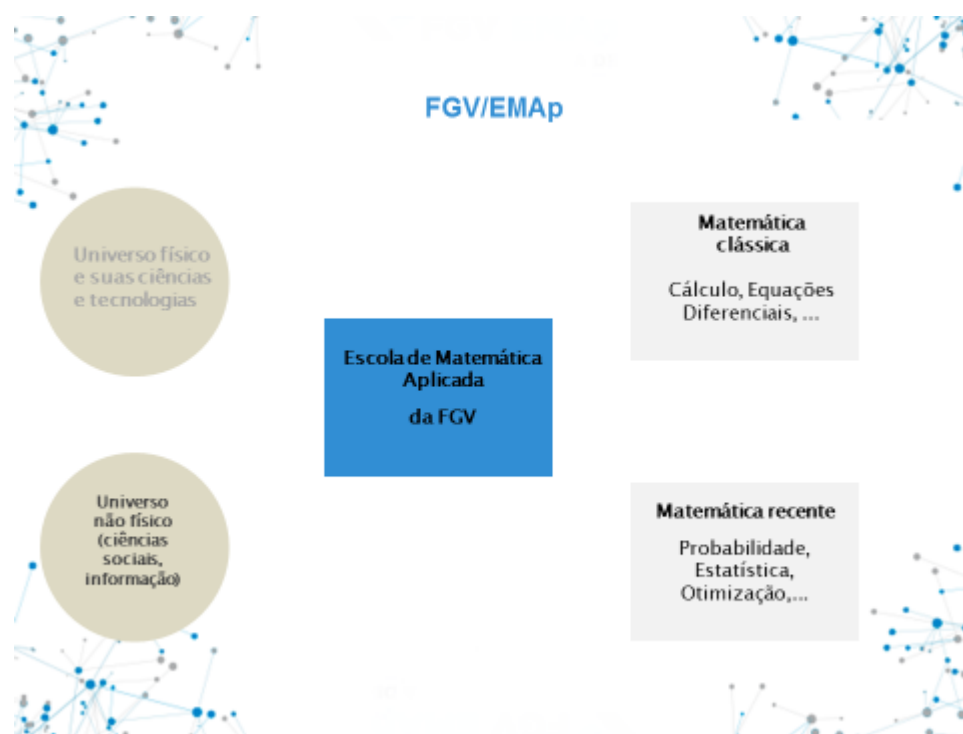 FGV/EMAp
Universo físico
e suas ciências
e tecnologias
Matemática
clássica
Cálculo, Equações
Diferenciais, ...
Escola de Matemática
Aplicada
da FGV
Universo
não físico
(ciências
sociais,
informação)
Matemática recente
Probabilidade,
Estatística,
Otimização,...